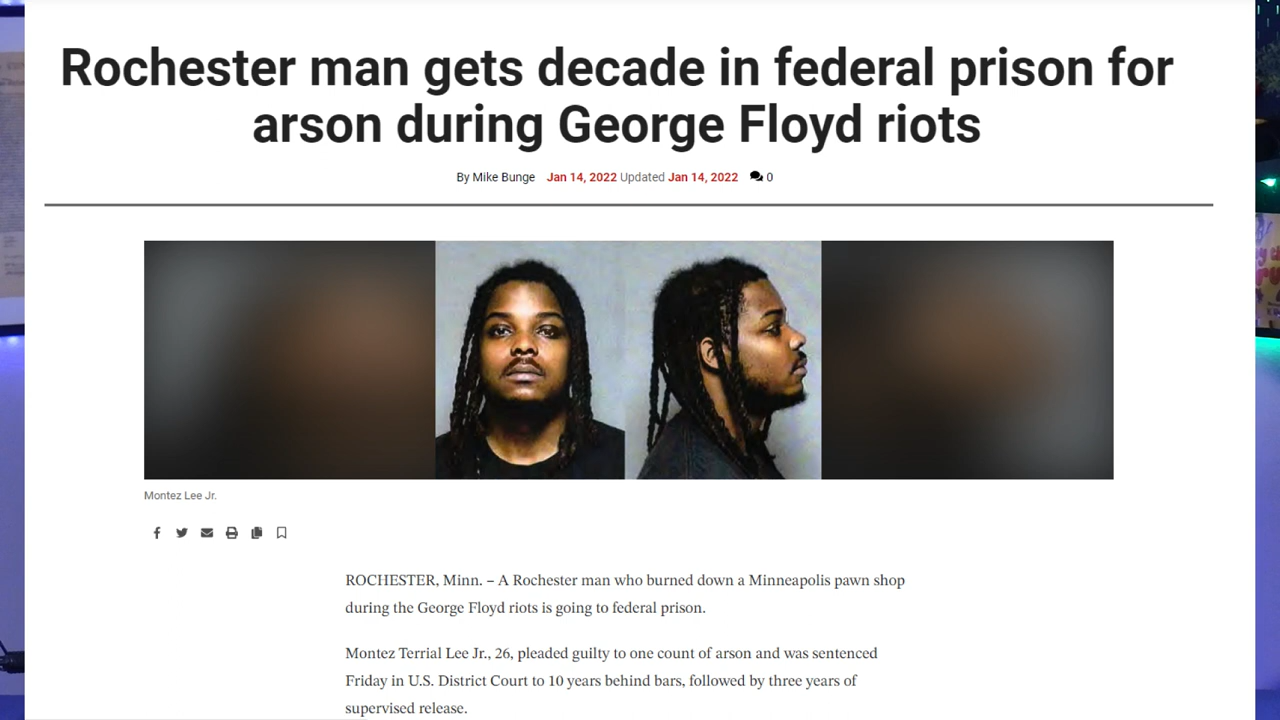 Rochester man gets decade in federal prison for
arson during George Floyd riots
By Mike Bunge Jan 14, 2022 Updated Jan 14, 2022 0
Montez Lee Jr.
ROCHESTER, Minn. – A Rochester man who burned down a Minneapolis pawn shop
during the George Floyd riots is going to federal prison.
Montez Terrial Lee Jr., 26, pleaded guilty to one count of arson and was sentenced
Friday in U.S. District Court to 10 years behind bars, followed by three years of
supervised release.